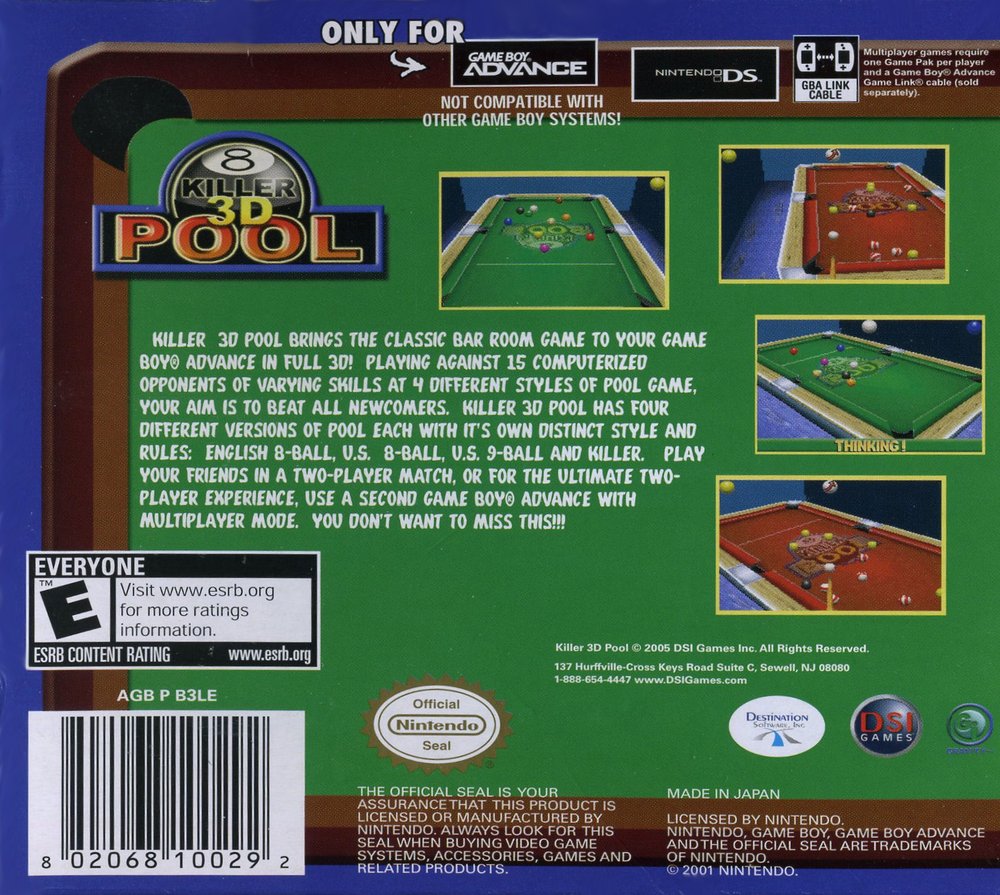 ONLY FOR
GAME BOY
ADVANCE
NINTENDO DS™
GBA LINK
CABLE
Multiplayer games require
one Game Pak per player
and a Game Boy® Advance
Game Link® cable (sold
separately).
NOT COMPATIBLE WITH
OTHER GAME BOY SYSTEMS!
8
KILLER
3D
POOL
THINKING!
KILLER 3D POOL BRINGS THE CLASSIC BAR ROOM GAME TO YOUR GAME
BOY® ADVANCE IN FULL 3D! PLAYING AGAINST 15 COMPUTERIZED
OPPONENTS OF VARYING SKILLS AT 4 DIFFERENT STYLES OF POOL GAME,
YOUR AIM IS TO BEAT ALL NEWCOMERS. KILLER 3D POOL HAS FOUR
DIFFERENT VERSIONS OF POOL EACH WITH IT'S OWN DISTINCT STYLE AND
RULES: ENGLISH 8-BALL, U.S. 8-BALL, U.S. 9-BALL AND KILLER. PLAY
YOUR FRIENDS IN A TWO-PLAYER MATCH, OR FOR THE ULTIMATE TWO-
PLAYER EXPERIENCE, USE A SECOND GAME BOY® ADVANCE WITH
MULTIPLAYER MODE. YOU DON'T WANT TO MISS THIS!!!
EVERYONE
E™
Visit www.esrb.org
for more ratings
information.
ESRB CONTENT RATING www.esrb.org
Killer 3D Pool © 2005 DSI Games Inc. All Rights Reserved.
137 Hurffville-Cross Keys Road Suite C, Sewell, NJ 08080
1-888-654-4447 www.DSIGames.com
AGB P B3LE
Official
Nintendo
Seal
®
DESTINATION
SOFTWARE, INC
DSI
GAMES
THE OFFICIAL SEAL IS YOUR
ASSURANCE THAT THIS PRODUCT IS
LICENSED OR MANUFACTURED BY
NINTENDO. ALWAYS LOOK FOR THIS
SEAL WHEN BUYING VIDEO GAME
SYSTEMS, ACCESSORIES, GAMES AND
RELATED PRODUCTS.
MADE IN JAPAN
LICENSED BY NINTENDO.
NINTENDO, GAME BOY, GAME BOY ADVANCE
AND THE OFFICIAL SEAL ARE TRADEMARKS
OF NINTENDO.
© 2001 NINTENDO.
8 02068 10029 2